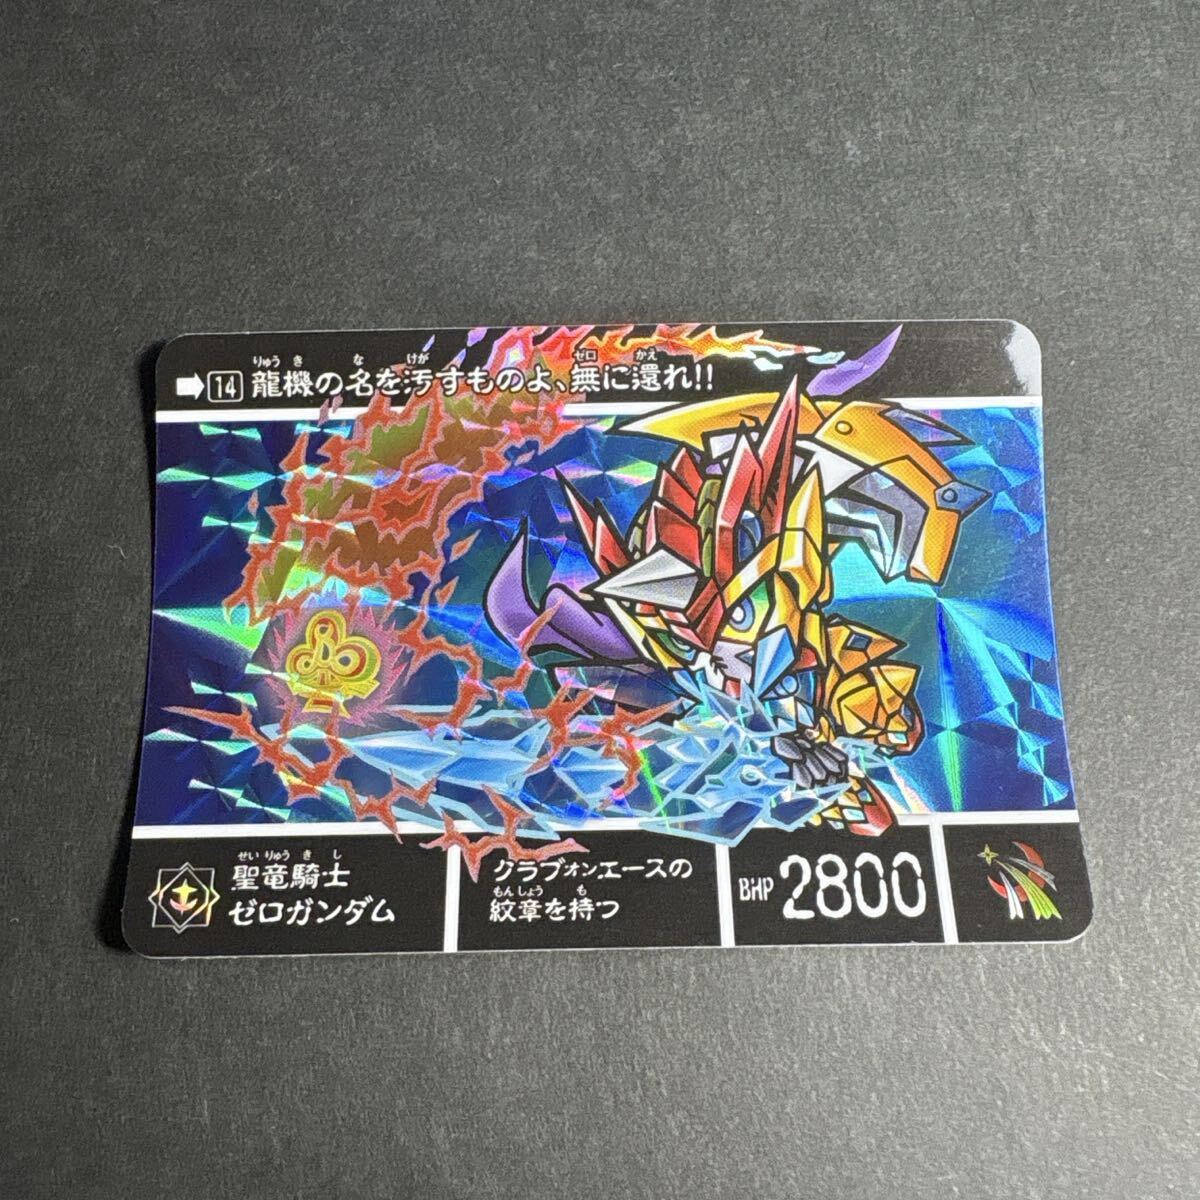 りゅうき な けが ゼロ かえ
➡14 龍機の名を汚すものよ、無に還れ!!
せいりゅうきし
聖竜騎士
ゼロガンダム
クラブオンエースの
もんしょう も
紋章を持つ
BHP 2800